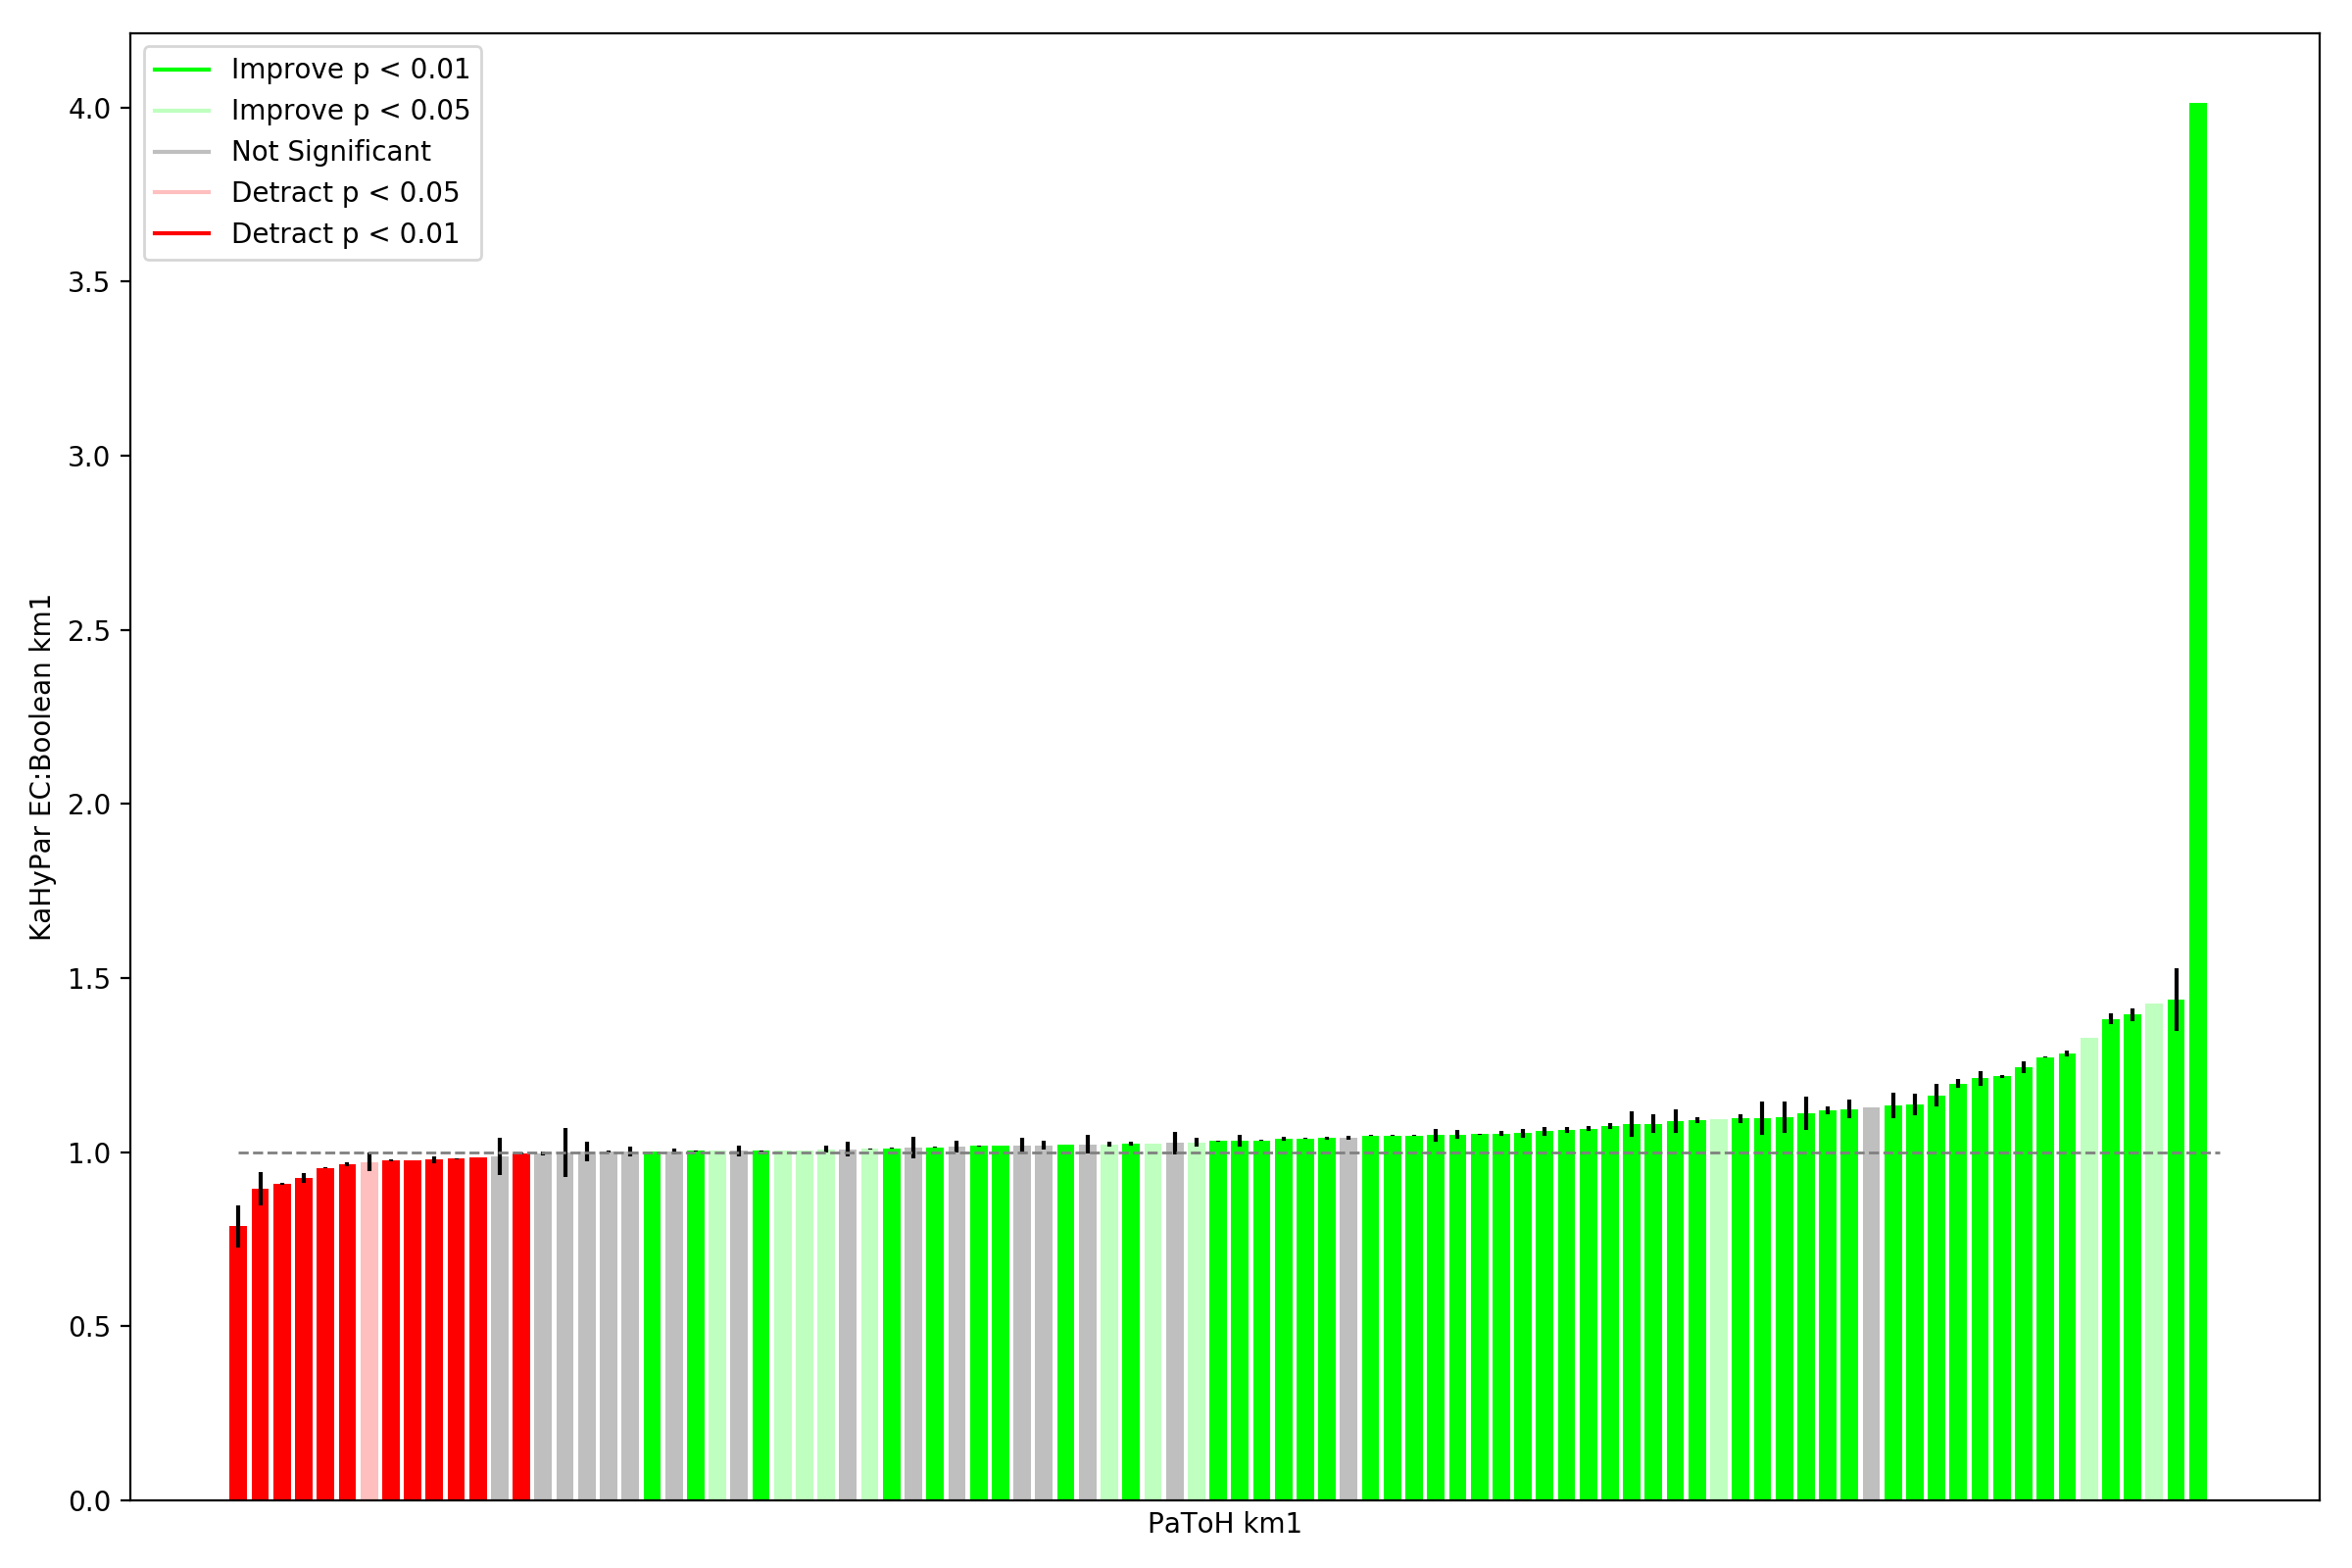 Improve p < 0.01
Improve p < 0.05
Not Significant
Detract p < 0.05
Detract p < 0.01
4.0
3.5
3.0
2.5
2.0
1.5
1.0
0.5
0.0
KaHyPar EC:Boolean km1
PaToH km1